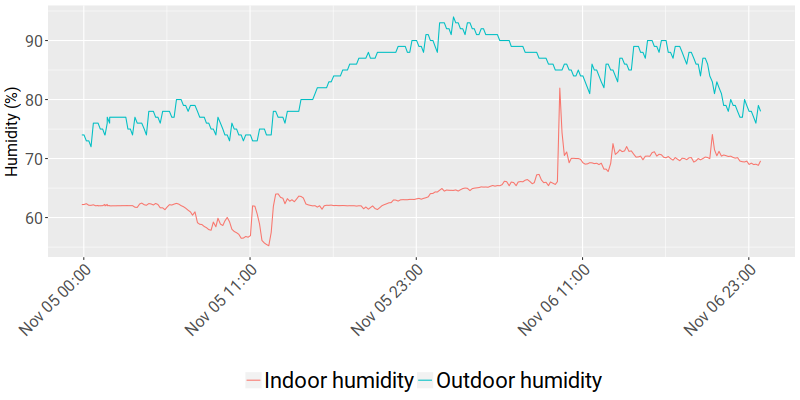 Humidity (%)
90
80
70
60
Nov 05 00:00
Nov 05 11:00
Nov 05 23:00
Nov 06 11:00
Nov 06 23:00
Indoor humidity
Outdoor humidity